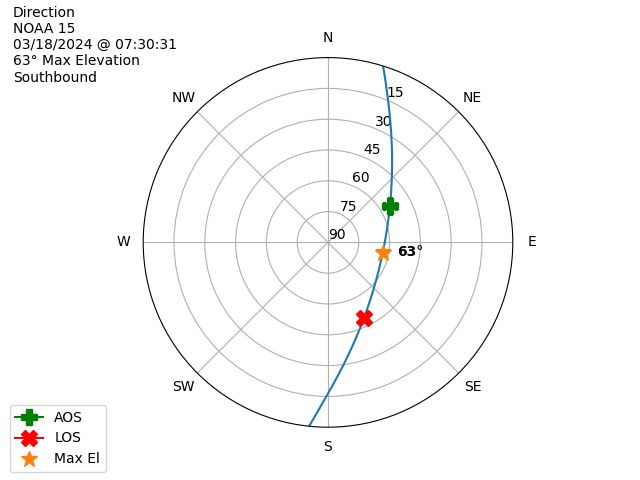 Direction
NOAA 15
03/18/2024 @ 07:30:31
63° Max Elevation
Southbound
N
NW
NE
15
30
45
60
75
90
W
E
63°
SW
SE
S
AOS
LOS
Max El